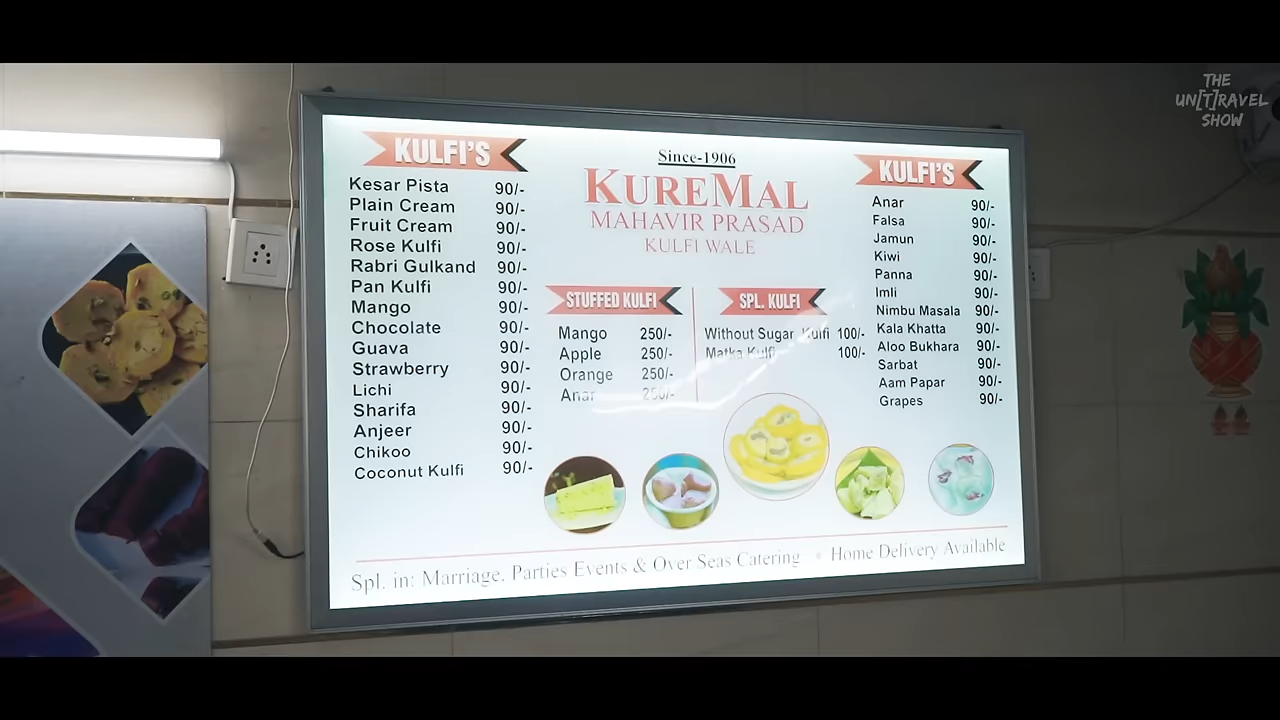 THE
UN[T]RAVEL
SHOW
KULFI'S
Kesar Pista 90/-
Plain Cream 90/-
Fruit Cream 90/-
Rose Kulfi 90/-
Rabri Gulkand 90/-
Pan Kulfi 90/-
Mango 90/-
Chocolate 90/-
Guava 90/-
Strawberry 90/-
Lichi 90/-
Sharifa 90/-
Anjeer 90/-
Chikoo 90/-
Coconut Kulfi 90/-
Since-1906
KUREMAL
MAHAVIR PRASAD
KULFI WALE
STUFFED KULFI
Mango 250/-
Apple 250/-
Orange 250/-
Anar 250/-
SPL. KULFI
Without Sugar Kulfi 100/-
Matka Kulfi 100/-
KULFI'S
Anar 90/-
Falsa 90/-
Jamun 90/-
Kiwi 90/-
Panna 90/-
Imli 90/-
Nimbu Masala 90/-
Kala Khatta 90/-
Aloo Bukhara 90/-
Sarbat 90/-
Aam Papar 90/-
Grapes 90/-
Spl. in: Marriage. Parties Events & Over Seas Catering • Home Delivery Available